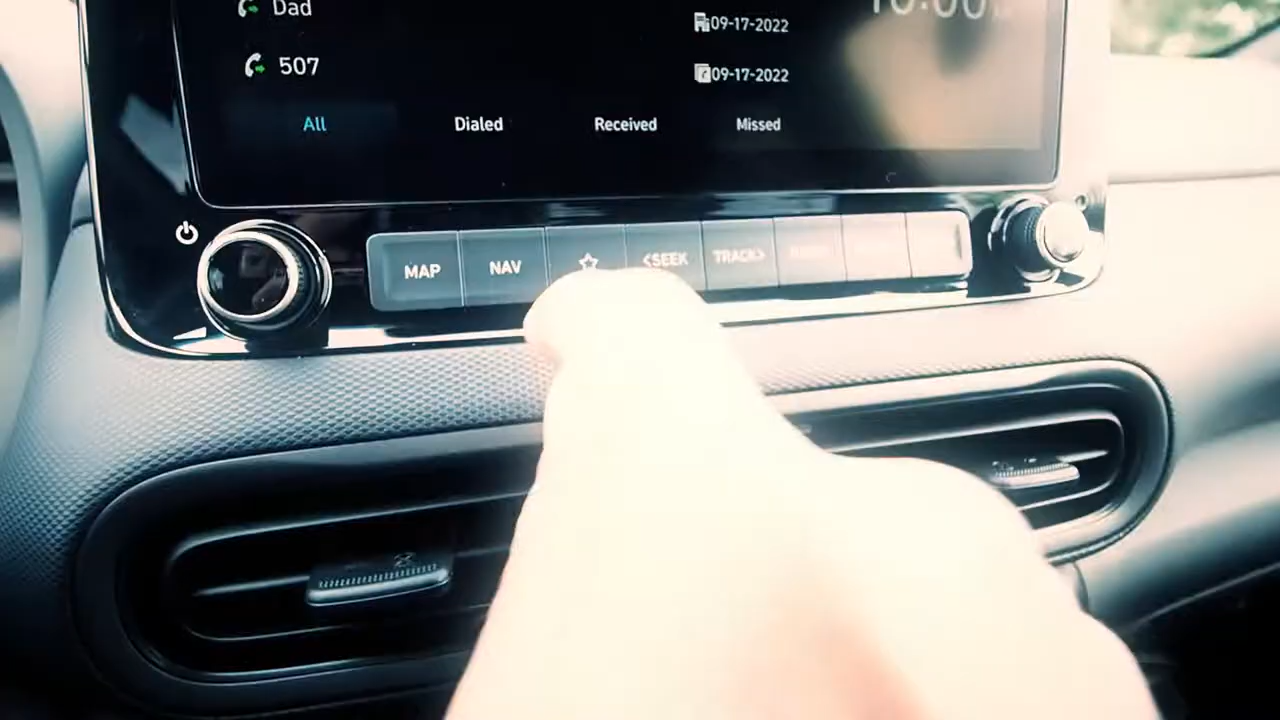 Dad
09-17-2022
507
09-17-2022
All Dialed Received Missed
MAP NAV <SEEK TRACK>